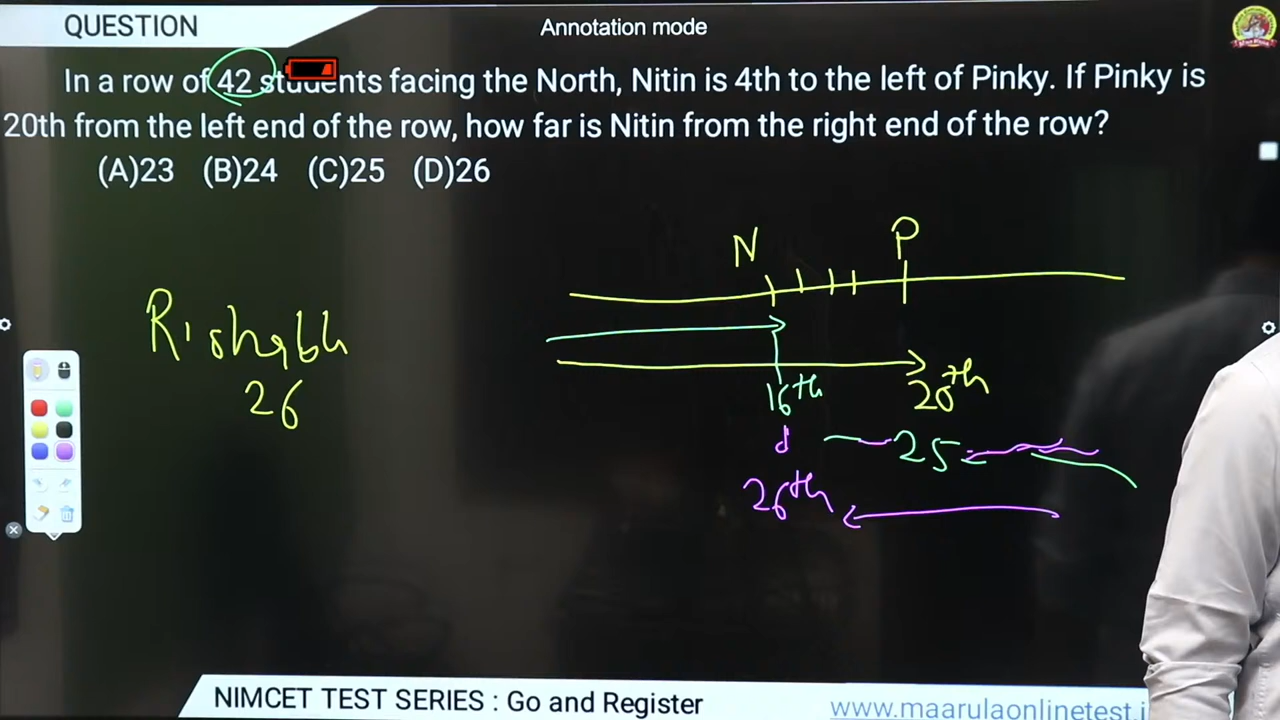 QUESTION
Annotation mode
In a row of 42 students facing the North, Nitin is 4th to the left of Pinky. If Pinky is
20th from the left end of the row, how far is Nitin from the right end of the row?
(A)23 (B)24 (C)25 (D)26
N P
Rishabh
26
16th 20th
25
26th
NIMCET TEST SERIES : Go and Register
www.maarulaonlinetest.i